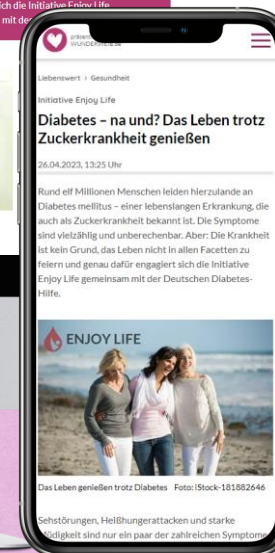 ich die Initiative Enjoy Life
mit der
präsent
WUNDERWEIB.de
Liebenswert › Gesundheit
Initiative Enjoy Life
Diabetes – na und? Das Leben trotz
Zuckerkrankheit genießen
26.04.2023, 13:25 Uhr
Rund elf Millionen Menschen leiden hierzulande an
Diabetes mellitus – einer lebenslangen Erkrankung, die
auch als Zuckerkrankheit bekannt ist. Die Symptome
sind vielzählig und unberechenbar. Aber: Die Krankheit
ist kein Grund, das Leben nicht in allen Facetten zu
feiern und genau dafür engagiert sich die Initiative
Enjoy Life gemeinsam mit der Deutschen Diabetes-
Hilfe.
ENJOY LIFE
Das Leben genießen trotz Diabetes Foto: iStock-181882646
Sehstörungen, Heißhungerattacken und starke
Müdigkeit sind nur ein paar der zahlreichen Symptome